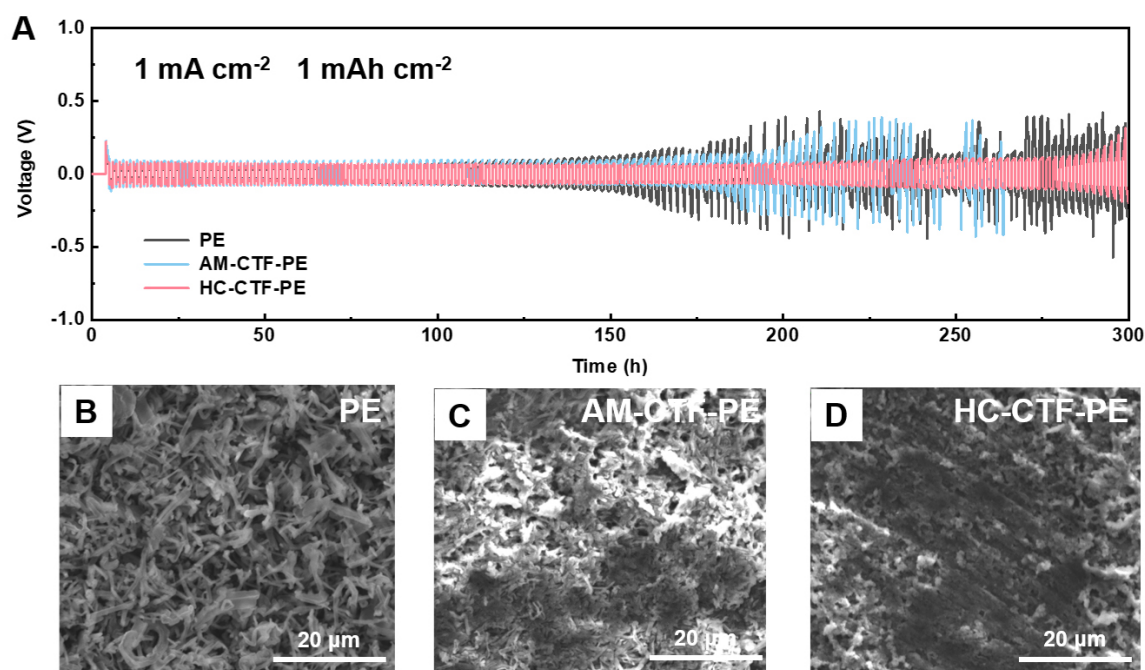 A
1 mA cm⁻² 1 mAh cm⁻²
Voltage (V)
1.0
0.5
0.0
-0.5
-1.0
PE
AM-CTF-PE
HC-CTF-PE
0 50 100 150 200 250 300
Time (h)
B PE
20 µm
C AM-CTF-PE
20 µm
D HC-CTF-PE
20 µm